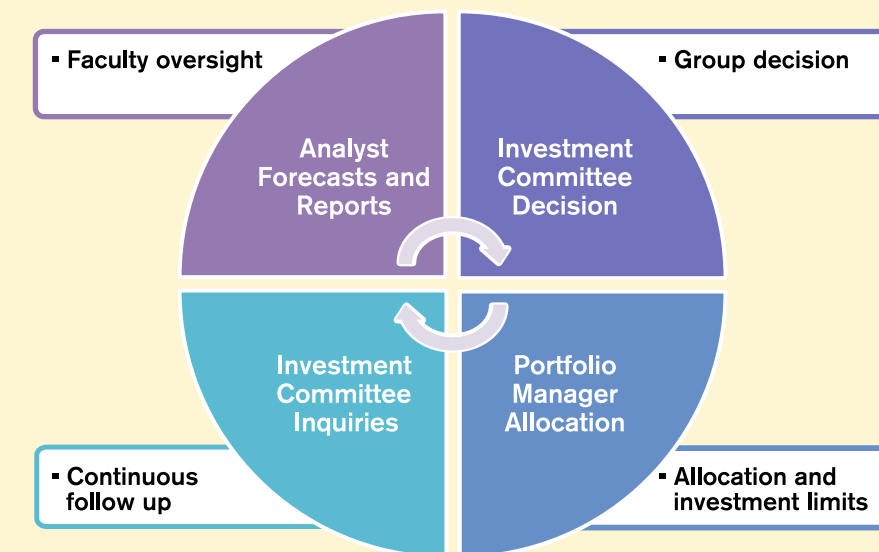 ▪ Faculty oversight
▪ Group decision
Analyst
Forecasts and
Reports
Investment
Committee
Decision
Investment
Committee
Inquiries
Portfolio
Manager
Allocation
▪ Continuous
follow up
▪ Allocation and
investment limits